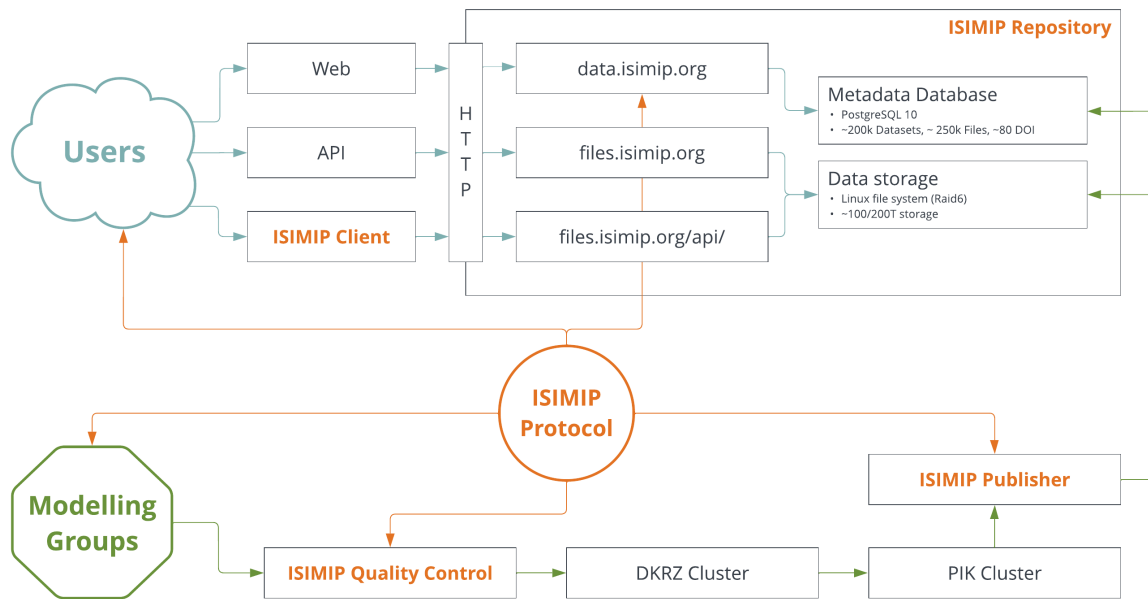 ISIMIP Repository
Users
Web
API
ISIMIP Client
H
T
T
P
data.isimip.org
files.isimip.org
files.isimip.org/api/
Metadata Database
• PostgreSQL 10
• ~200k Datasets, ~ 250k Files, ~80 DOI
Data storage
• Linux file system (Raid6)
• ~100/200T storage
ISIMIP
Protocol
Modelling
Groups
ISIMIP Quality Control
DKRZ Cluster
PIK Cluster
ISIMIP Publisher